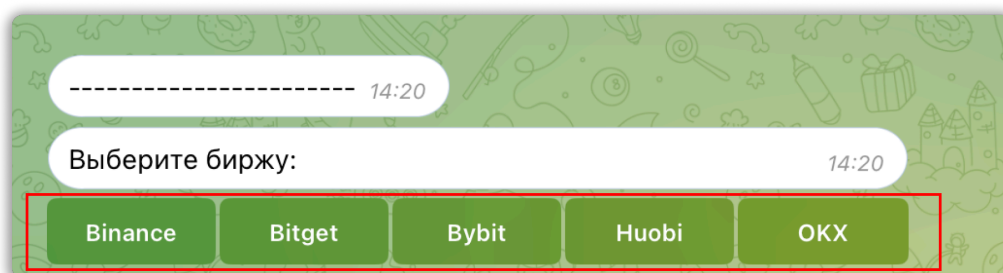 ----------------------- 14:20
Выберите биржу: 14:20
Binance Bitget Bybit Huobi OKX